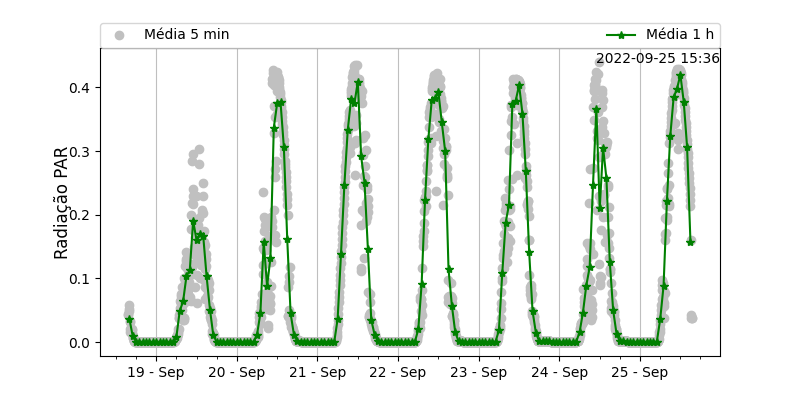 Média 5 min
Média 1 h
2022-09-25 15:36
Radiação PAR
0.4
0.3
0.2
0.1
0.0
19 - Sep
20 - Sep
21 - Sep
22 - Sep
23 - Sep
24 - Sep
25 - Sep